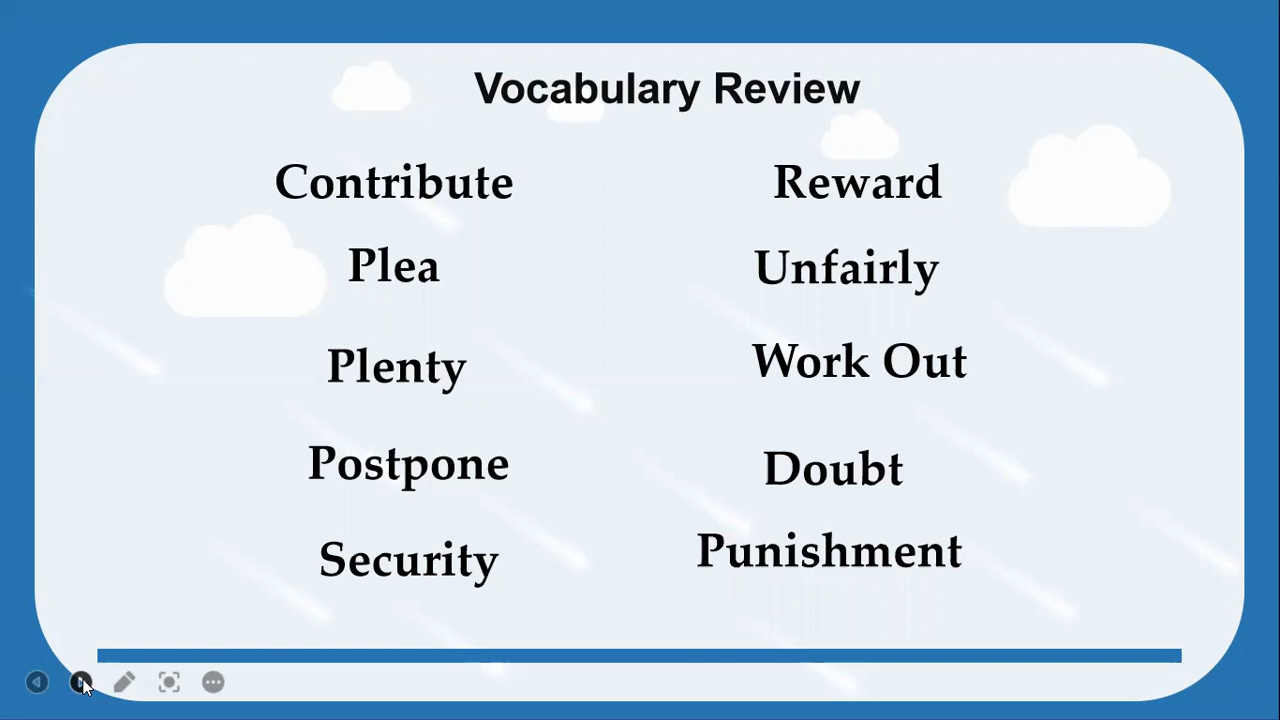 Vocabulary Review
Contribute
Plea
Plenty
Postpone
Security
Reward
Unfairly
Work Out
Doubt
Punishment